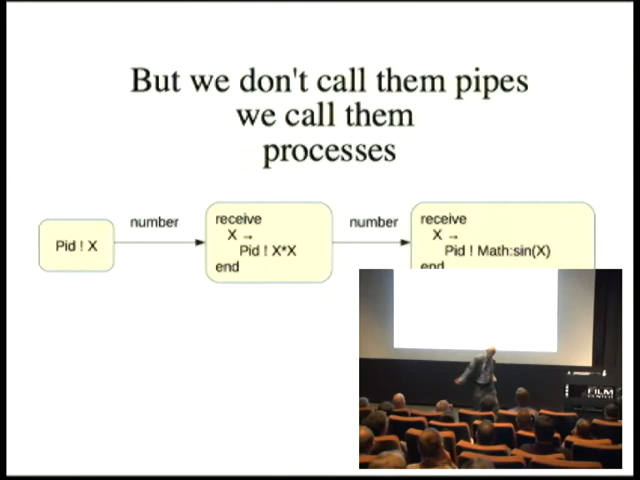 But we don't call them pipes
we call them
processes
Pid ! X
number
receive
X →
Pid ! X*X
end
number
receive
X →
Pid ! Math:sin(X)
end
FILM